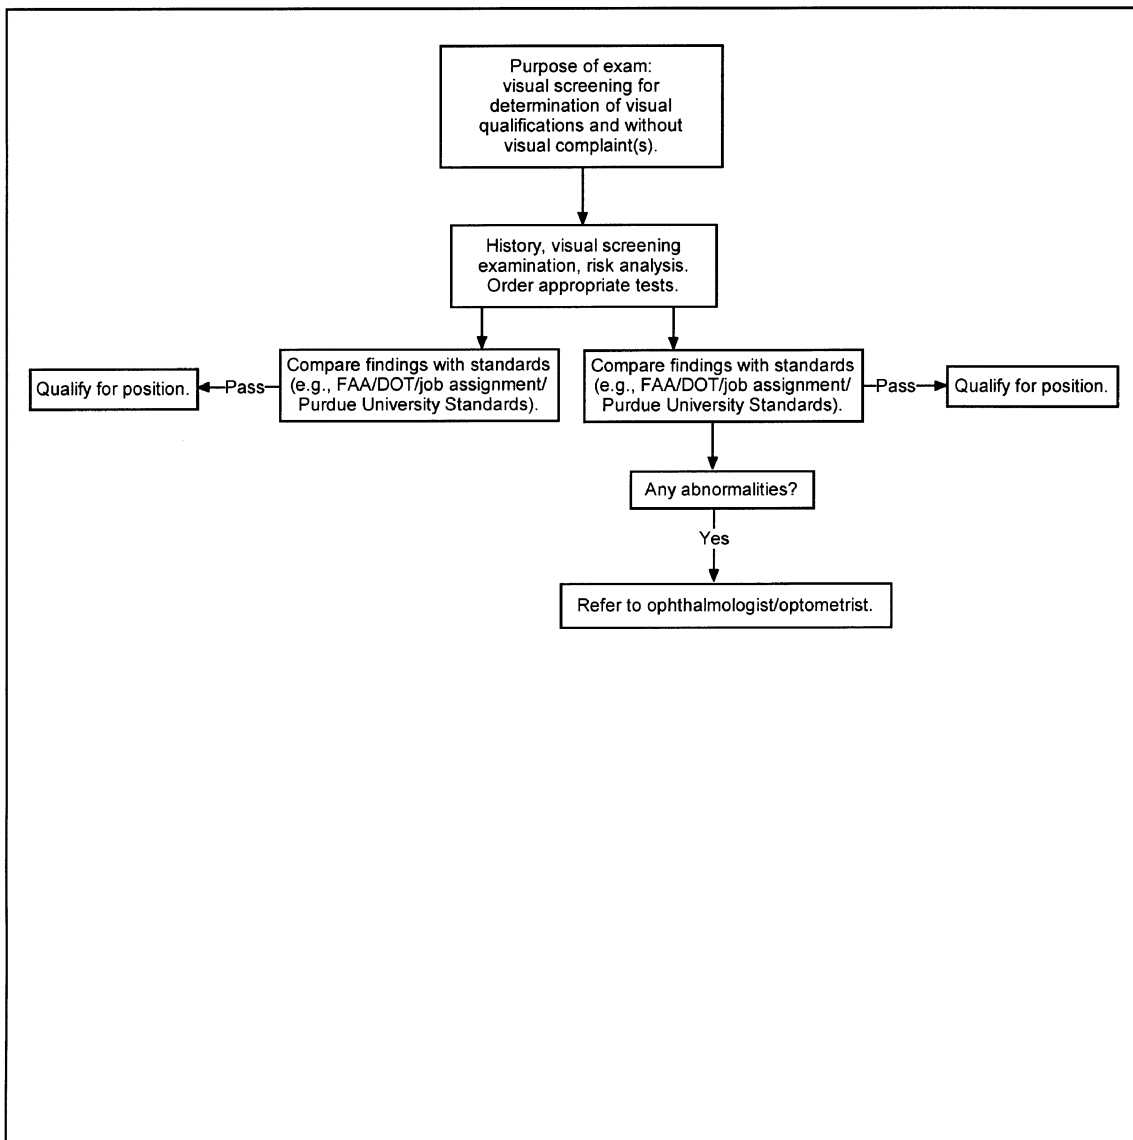 Purpose of exam:
visual screening for
determination of visual
qualifications and without
visual complaint(s).
History, visual screening
examination, risk analysis.
Order appropriate tests.
Qualify for position.
Pass
Compare findings with standards
(e.g., FAA/DOT/job assignment/
Purdue University Standards).
Compare findings with standards
(e.g., FAA/DOT/job assignment/
Purdue University Standards).
Pass
Qualify for position.
Any abnormalities?
Yes
Refer to ophthalmologist/optometrist.